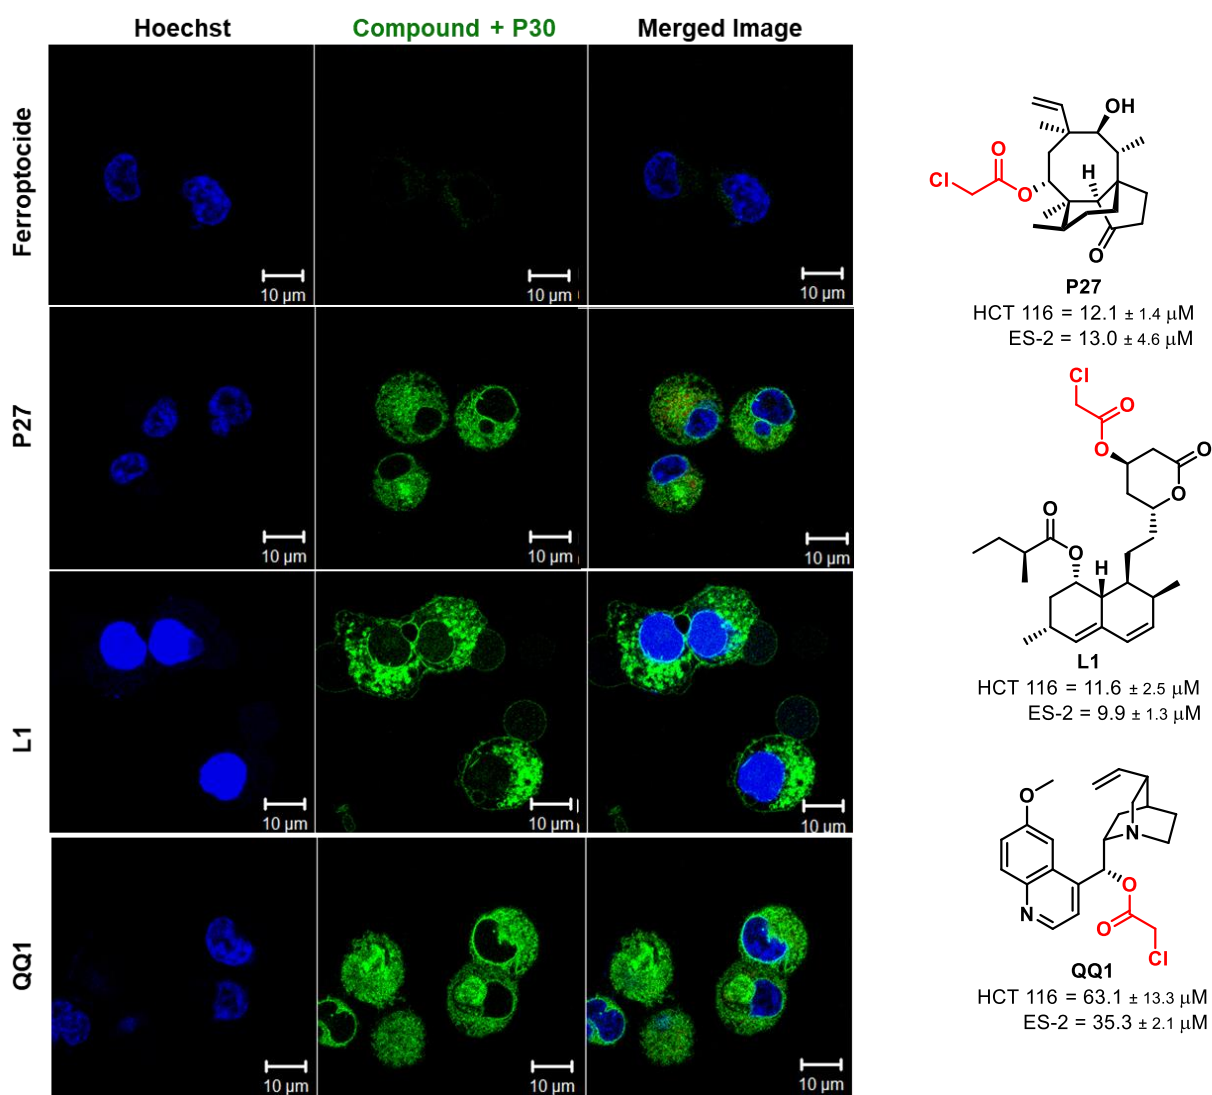 Hoechst
Compound + P30
Merged Image
Ferroptocide
10 µm
10 µm
10 µm
P27
10 µm
10 µm
10 µm
L1
10 µm
10 µm
10 µm
QQ1
10 µm
10 µm
10 µm
OH
H
O
Cl
O
O
P27
HCT 116 = 12.1 ± 1.4 µM
ES-2 = 13.0 ± 4.6 µM
Cl
O
O
O
O
O
O
H
L1
HCT 116 = 11.6 ± 2.5 µM
ES-2 = 9.9 ± 1.3 µM
O
N
O
N
O
Cl
QQ1
HCT 116 = 63.1 ± 13.3 µM
ES-2 = 35.3 ± 2.1 µM